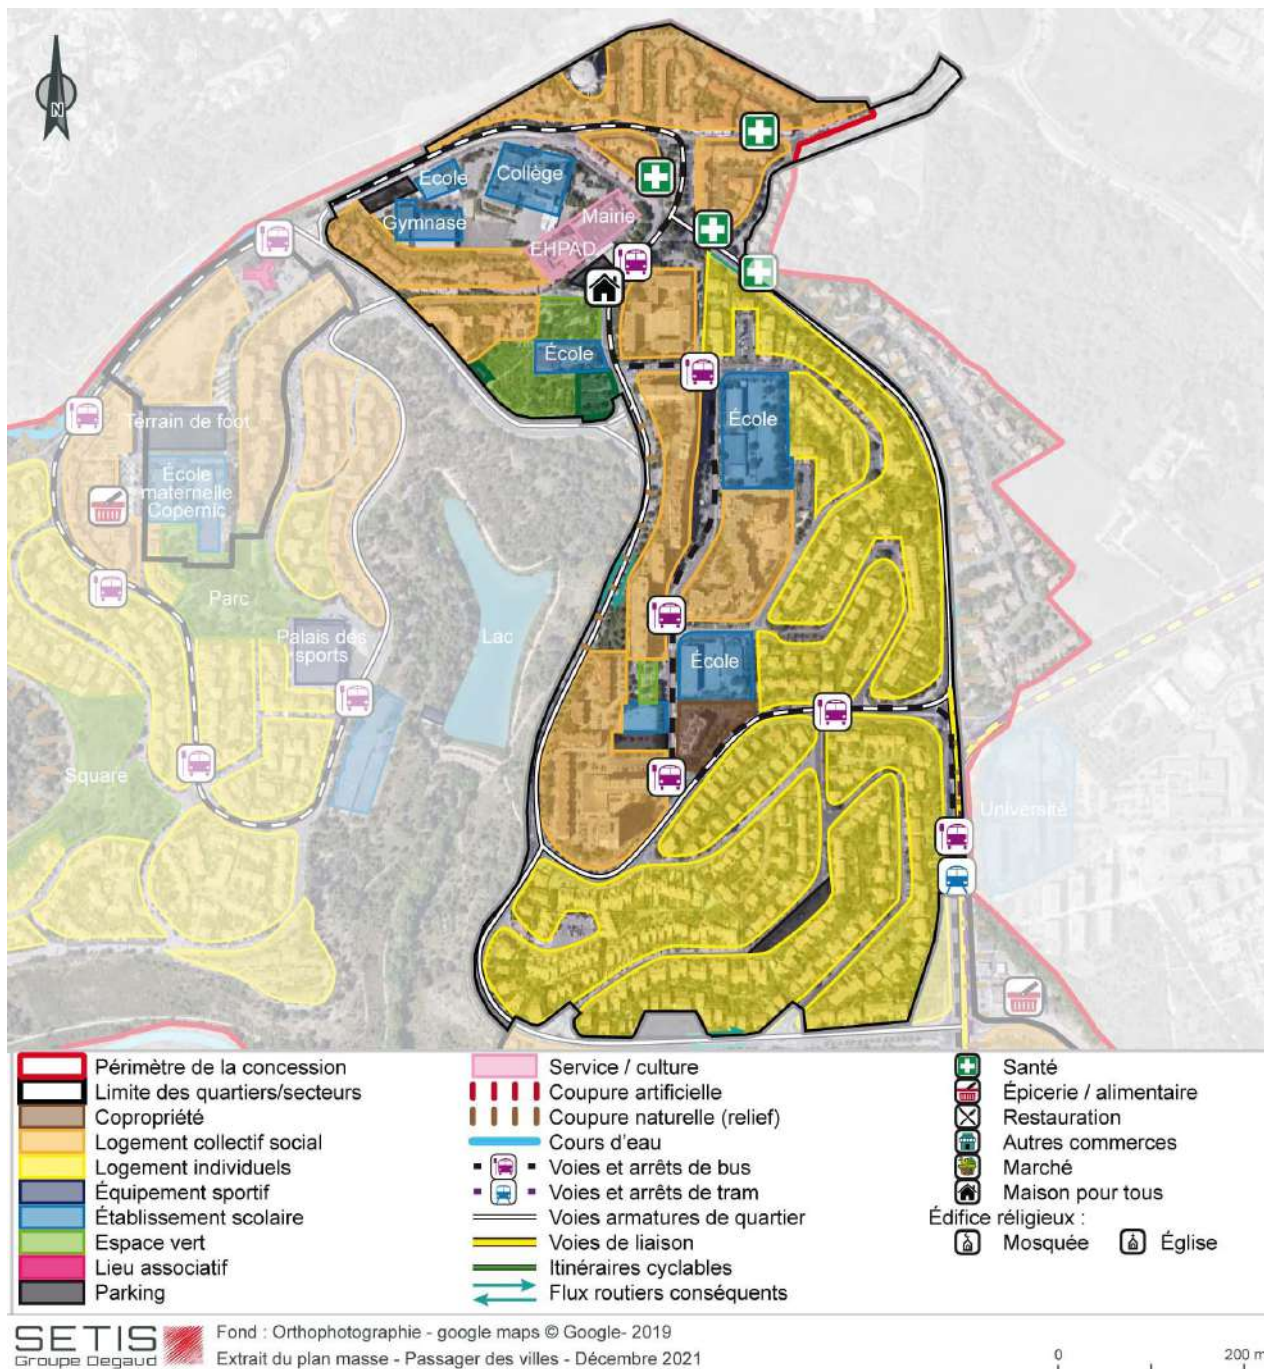 N
École
Collège
Gymnase
Mairie
EHPAD
École
École
Terrain de foot
École
maternelle
Copernic
Parc
Palais des
sports
Lac
École
Square
Université
Périmètre de la concession
Limite des quartiers/secteurs
Copropriété
Logement collectif social
Logement individuels
Équipement sportif
Établissement scolaire
Espace vert
Lieu associatif
Parking
Service / culture
Coupure artificielle
Coupure naturelle (relief)
Cours d'eau
Voies et arrêts de bus
Voies et arrêts de tram
Voies armatures de quartier
Voies de liaison
Itinéraires cyclables
Flux routiers conséquents
Santé
Épicerie / alimentaire
Restauration
Autres commerces
Marché
Maison pour tous
Édifice réligieux :
Mosquée Église
SETIS
Groupe Degaud
Fond : Orthophotographie - google maps © Google- 2019
Extrait du plan masse - Passager des villes - Décembre 2021
0 200 m